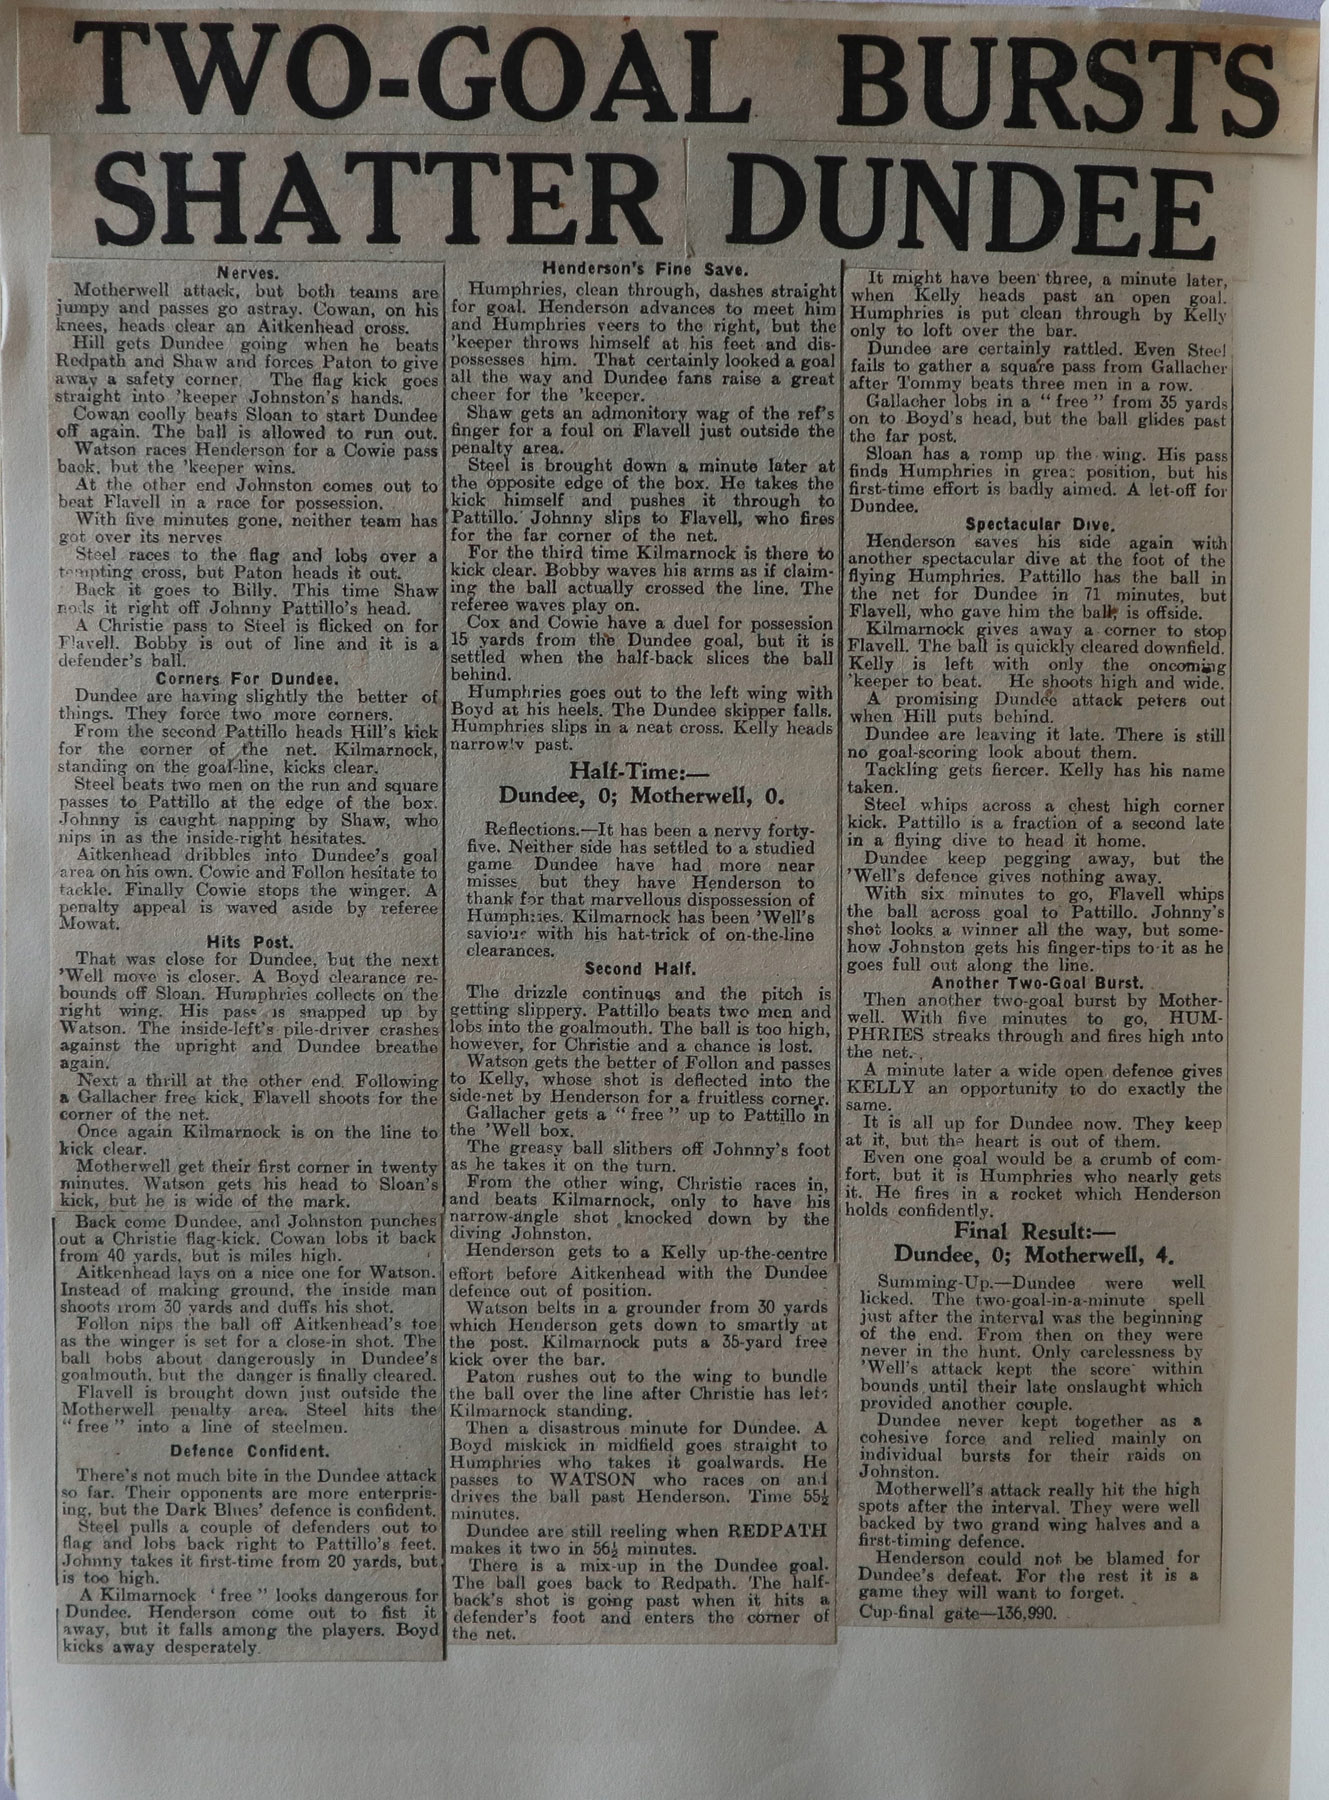 TWO-GOAL BURSTS
SHATTER DUNDEE
Nerves.
Motherwell attack, but both teams are
jumpy and passes go astray. Cowan, on his
knees, heads clear an Aitkenhead cross.
Hill gets Dundee going when he beats
Redpath and Shaw and forces Paton to give
away a safety corner. The flag kick goes
straight into 'keeper Johnston's hands.
Cowan coolly beats Sloan to start Dundee
off again. The ball is allowed to run out.
Watson races Henderson for a Cowie pass
back, but the 'keeper wins.
At the other end Johnston comes out to
beat Flavell in a race for possession.
With five minutes gone, neither team has
got over its nerves
Steel races to the flag and lobs over a
tempting cross, but Paton heads it out.
Back it goes to Billy. This time Shaw
nods it right off Johnny Pattillo's head.
A Christie pass to Steel is flicked on for
Flavell. Bobby is out of line and it is a
defender's ball.
Corners For Dundee.
Dundee are having slightly the better of
things. They force two more corners.
From the second Pattillo heads Hill's kick
for the corner of the net. Kilmarnock,
standing on the goal-line, kicks clear.
Steel beats two men on the run and square
passes to Pattillo at the edge of the box.
Johnny is caught napping by Shaw, who
nips in as the inside-right hesitates.
Aitkenhead dribbles into Dundee's goal
area on his own. Cowie and Follon hesitate to
tackle. Finally Cowie stops the winger. A
penalty appeal is waved aside by referee
Mowat.
Hits Post.
That was close for Dundee, but the next
'Well move is closer. A Boyd clearance re-
bounds off Sloan. Humphries collects on the
right wing. His pass is snapped up by
Watson. The inside-left's pile-driver crashes
against the upright and Dundee breathe
again.
Next a thrill at the other end. Following
a Gallacher free kick, Flavell shoots for the
corner of the net.
Once again Kilmarnock is on the line to
kick clear.
Motherwell get their first corner in twenty
minutes. Watson gets his head to Sloan's
kick, but he is wide of the mark.
Back come Dundee, and Johnston punches
out a Christie flag-kick. Cowan lobs it back
from 40 yards, but is miles high.
Aitkenhead lays on a nice one for Watson.
Instead of making ground, the inside man
shoots from 30 yards and duffs his shot.
Follon nips the ball off Aitkenhead's toe
as the winger is set for a close-in shot. The
ball bobs about dangerously in Dundee's
goalmouth, but the danger is finally cleared.
Flavell is brought down just outside the
Motherwell penalty area. Steel hits the
"free" into a line of steelmen.
Defence Confident.
There's not much bite in the Dundee attack
so far. Their opponents are more enterpris-
ing, but the Dark Blues' defence is confident.
Steel pulls a couple of defenders out to
flag and lobs back right to Pattillo's feet.
Johnny takes it first-time from 20 yards, but
is too high.
A Kilmarnock 'free" looks dangerous for
Dundee. Henderson come out to fist it
away, but it falls among the players. Boyd
kicks away desperately.
Henderson's Fine Save.
Humphries, clean through, dashes straight
for goal. Henderson advances to meet him
and Humphries veers to the right, but the
'keeper throws himself at his feet and dis-
possesses him. That certainly looked a goal
all the way and Dundee fans raise a great
cheer for the 'keeper.
Shaw gets an admonitory wag of the ref's
finger for a foul on Flavell just outside the
penalty area.
Steel is brought down a minute later at
the opposite edge of the box. He takes the
kick himself and pushes it through to
Pattillo. Johnny slips to Flavell, who fires
for the far corner of the net.
For the third time Kilmarnock is there to
kick clear. Bobby waves his arms as if claim-
ing the ball actually crossed the line. The
referee waves play on.
Cox and Cowie have a duel for possession
15 yards from the Dundee goal, but it is
settled when the half-back slices the ball
behind.
Humphries goes out to the left wing with
Boyd at his heels. The Dundee skipper falls.
Humphries slips in a neat cross. Kelly heads
narrowly past.
Half-Time:—
Dundee, 0; Motherwell, 0.
Reflections.—It has been a nervy forty-
five. Neither side has settled to a studied
game Dundee have had more near
misses but they have Henderson to
thank for that marvellous dispossession of
Humphries. Kilmarnock has been 'Well's
saviour with his hat-trick of on-the-line
clearances.
Second Half.
The drizzle continues and the pitch is
getting slippery. Pattillo beats two men and
lobs into the goalmouth. The ball is too high,
however, for Christie and a chance is lost.
Watson gets the better of Follon and passes
to Kelly, whose shot is deflected into the
side-net by Henderson for a fruitless corner.
Gallacher gets a "free" up to Pattillo in
the 'Well box.
The greasy ball slithers off Johnny's foot
as he takes it on the turn.
From the other wing, Christie races in,
and beats Kilmarnock, only to have his
narrow-angle shot knocked down by the
diving Johnston.
Henderson gets to a Kelly up-the-centre
effort before Aitkenhead with the Dundee
defence out of position.
Watson belts in a grounder from 30 yards
which Henderson gets down to smartly at
the post. Kilmarnock puts a 35-yard free
kick over the bar.
Paton rushes out to the wing to bundle
the ball over the line after Christie has left
Kilmarnock standing.
Then a disastrous minute for Dundee. A
Boyd miskick in midfield goes straight to
Humphries who takes it goalwards. He
passes to WATSON who races on and
drives the ball past Henderson. Time 55½
minutes.
Dundee are still reeling when REDPATH
makes it two in 56½ minutes.
There is a mix-up in the Dundee goal.
The ball goes back to Redpath. The half-
back's shot is going past when it hits a
defender's foot and enters the corner of
the net.
It might have been three, a minute later,
when Kelly heads past an open goal.
Humphries is put clean through by Kelly
only to loft over the bar.
Dundee are certainly rattled. Even Steel
fails to gather a square pass from Gallacher
after Tommy beats three men in a row.
Gallacher lobs in a "free" from 35 yards
on to Boyd's head, but the ball glides past
the far post.
Sloan has a romp up the wing. His pass
finds Humphries in great position, but his
first-time effort is badly aimed. A let-off for
Dundee.
Spectacular Dive.
Henderson saves his side again with
another spectacular dive at the foot of the
flying Humphries. Pattillo has the ball in
the net for Dundee in 71 minutes, but
Flavell, who gave him the ball, is offside.
Kilmarnock gives away a corner to stop
Flavell. The ball is quickly cleared downfield.
Kelly is left with only the oncoming
'keeper to beat. He shoots high and wide.
A promising Dundee attack peters out
when Hill puts behind.
Dundee are leaving it late. There is still
no goal-scoring look about them.
Tackling gets fiercer. Kelly has his name
taken.
Steel whips across a chest high corner
kick. Pattillo is a fraction of a second late
in a flying dive to head it home.
Dundee keep pegging away, but the
'Well's defence gives nothing away.
With six minutes to go, Flavell whips
the ball across goal to Pattillo. Johnny's
shot looks a winner all the way, but some-
how Johnston gets his finger-tips to it as he
goes full out along the line.
Another Two-Goal Burst.
Then another two-goal burst by Mother-
well. With five minutes to go, HUM-
PHRIES streaks through and fires high into
the net.
A minute later a wide open defence gives
KELLY an opportunity to do exactly the
same.
It is all up for Dundee now. They keep
at it, but the heart is out of them.
Even one goal would be a crumb of com-
fort, but it is Humphries who nearly gets
it. He fires in a rocket which Henderson
holds confidently.
Final Result:—
Dundee, 0; Motherwell, 4.
Summing-Up.—Dundee were well
licked. The two-goal-in-a-minute spell
just after the interval was the beginning
of the end. From then on they were
never in the hunt. Only carelessness by
'Well's attack kept the score within
bounds until their late onslaught which
provided another couple.
Dundee never kept together as a
cohesive force and relied mainly on
individual bursts for their raids on
Johnston.
Motherwell's attack really hit the high
spots after the interval. They were well
backed by two grand wing halves and a
first-timing defence.
Henderson could not be blamed for
Dundee's defeat. For the rest it is a
game they will want to forget.
Cup-final gate—136,990.